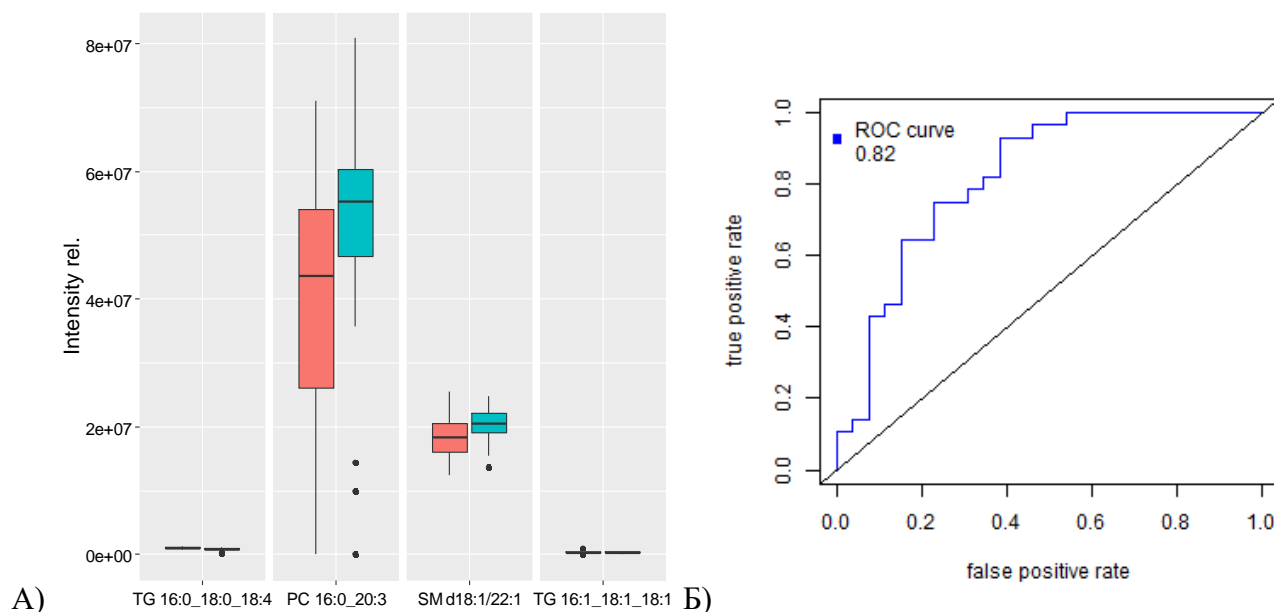 8e+07
6e+07
4e+07
2e+07
0e+00
Intensity rel.
TG 16:0_18:0_18:4
PC 16:0_20:3
SM d18:1/22:1
TG 16:1_18:1_18:1
А)
ROC curve
0.82
1.0
0.8
0.6
0.4
0.2
0.0
true positive rate
0.0 0.2 0.4 0.6 0.8 1.0
false positive rate
Б)